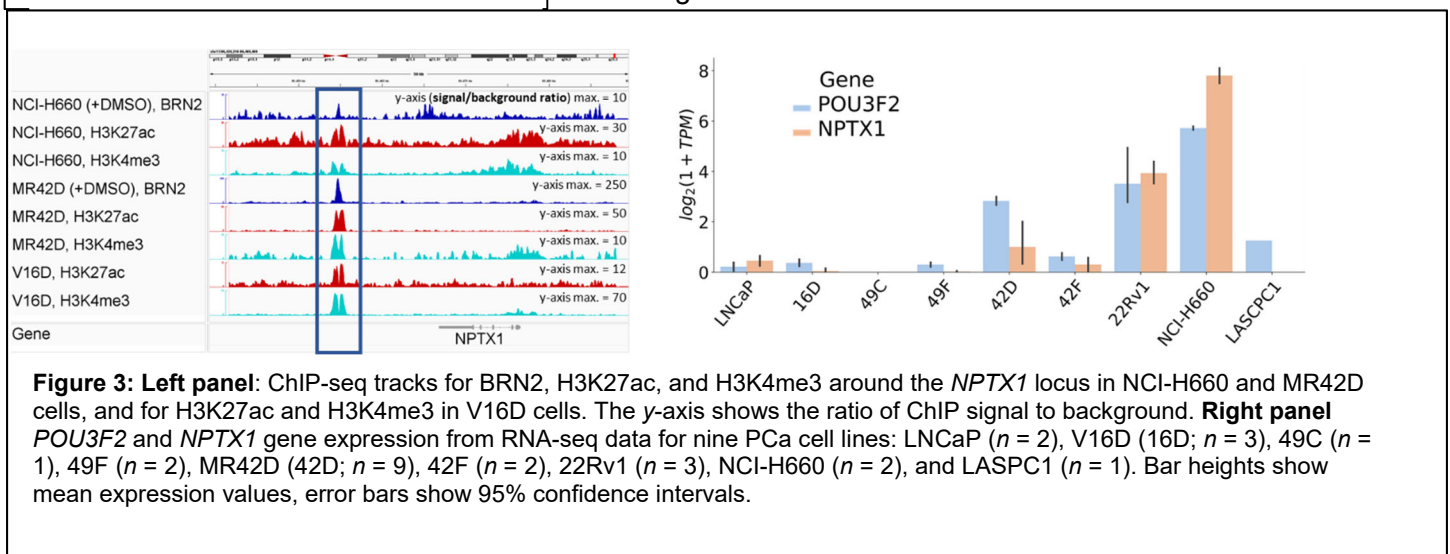 NCI-H660 (+DMSO), BRN2
y-axis (signal/background ratio) max. = 10
NCI-H660, H3K27ac
y-axis max. = 30
NCI-H660, H3K4me3
y-axis max. = 10
MR42D (+DMSO), BRN2
y-axis max. = 250
MR42D, H3K27ac
y-axis max. = 50
MR42D, H3K4me3
y-axis max. = 10
V16D, H3K27ac
y-axis max. = 12
V16D, H3K4me3
y-axis max. = 70
Gene
NPTX1
log₂(1 + TPM)
8
6
4
2
0
Gene
POU3F2
NPTX1
LNCaP
16D
49C
49F
42D
42F
22Rv1
NCI-H660
LASCPC1
Figure 3: Left panel: ChIP-seq tracks for BRN2, H3K27ac, and H3K4me3 around the NPTX1 locus in NCI-H660 and MR42D
cells, and for H3K27ac and H3K4me3 in V16D cells. The y-axis shows the ratio of ChIP signal to background. Right panel
POU3F2 and NPTX1 gene expression from RNA-seq data for nine PCa cell lines: LNCaP (n = 2), V16D (16D; n = 3), 49C (n =
1), 49F (n = 2), MR42D (42D; n = 9), 42F (n = 2), 22Rv1 (n = 3), NCI-H660 (n = 2), and LASPC1 (n = 1). Bar heights show
mean expression values, error bars show 95% confidence intervals.